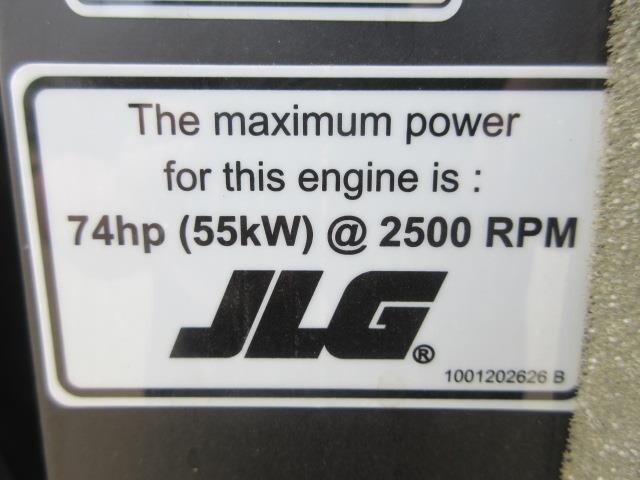 The maximum power
for this engine is :
74hp (55kW) @ 2500 RPM
JLG®
1001202626 B